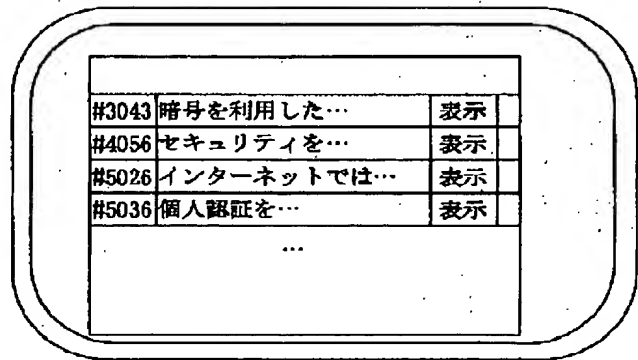 #3043 暗号を利用した… 表示
#4056 セキュリティを… 表示
#5026 インターネットでは… 表示
#5036 個人認証を… 表示
…